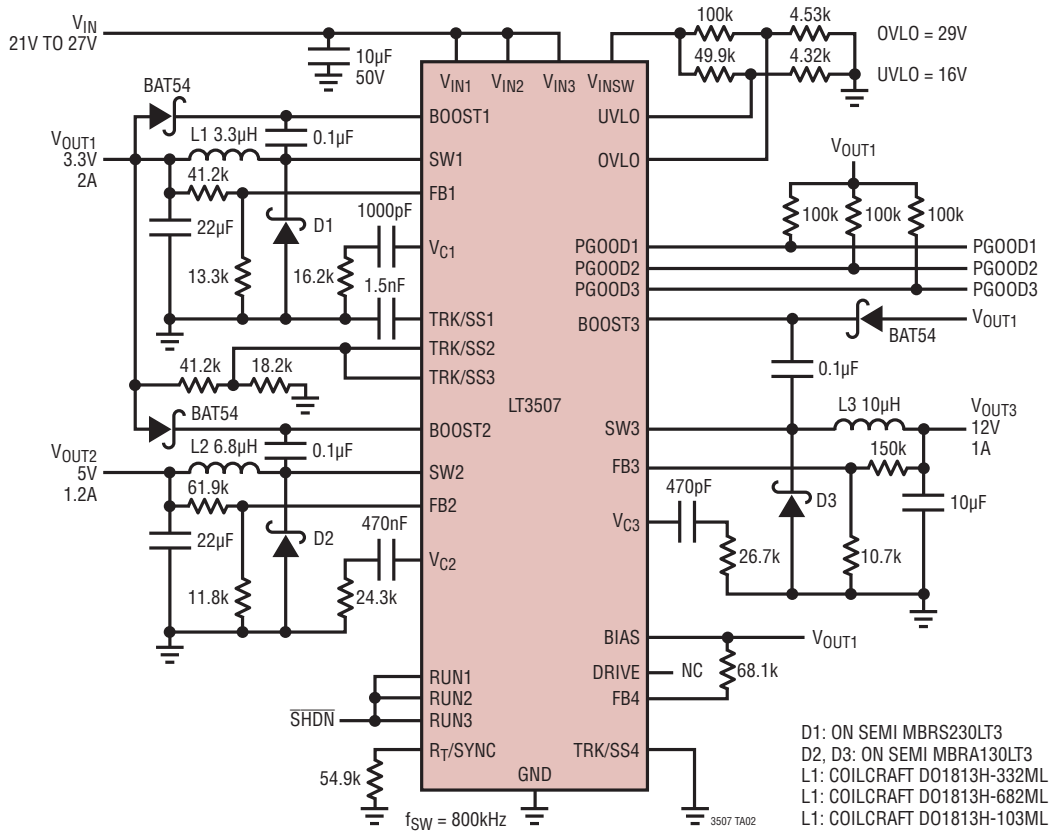 VIN
21V TO 27V
10µF
50V
100k
4.53k
OVLO = 29V
49.9k
4.32k
UVLO = 16V
VIN1
VIN2
VIN3
VINSW
BAT54
BOOST1
UVLO
VOUT1
3.3V
2A
L1 3.3µH
0.1µF
SW1
OVLO
41.2k
FB1
VOUT1
22µF
D1
1000pF
100k
100k
100k
VC1
PGOOD1
PGOOD1
13.3k
16.2k
1.5nF
PGOOD2
PGOOD2
PGOOD3
PGOOD3
TRK/SS1
BOOST3
VOUT1
BAT54
TRK/SS2
41.2k
18.2k
TRK/SS3
0.1µF
LT3507
BAT54
BOOST2
L3 10µH
VOUT3
12V
1A
SW3
VOUT2
5V
1.2A
L2 6.8µH
0.1µF
SW2
FB3
150k
61.9k
FB2
470pF
D3
10µF
22µF
D2
470nF
VC3
VC2
26.7k
10.7k
11.8k
24.3k
BIAS
VOUT1
RUN1
DRIVE
NC
68.1k
RUN2
FB4
SHDN
RUN3
RT/SYNC
TRK/SS4
54.9k
GND
fSW = 800kHz
3507 TA02
D1: ON SEMI MBRS230LT3
D2, D3: ON SEMI MBRA130LT3
L1: COILCRAFT DO1813H-332ML
L1: COILCRAFT DO1813H-682ML
L1: COILCRAFT DO1813H-103ML